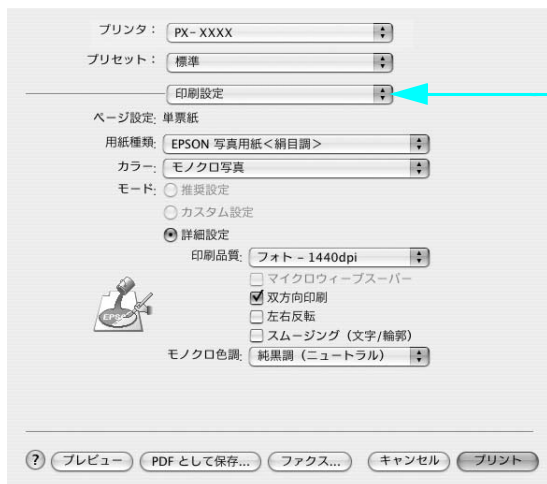 プリンタ： PX-XXXX
プリセット： 標準
印刷設定
ページ設定: 単票紙
用紙種類: EPSON 写真用紙<絹目調>
カラー: モノクロ写真
モード: 推奨設定
カスタム設定
詳細設定
印刷品質: フォト - 1440dpi
マイクロウィーブスーパー
双方向印刷
左右反転
スムージング（文字/輪郭）
EPSO
モノクロ色調: 純黒調（ニュートラル）
? プレビュー PDF として保存... ファクス... キャンセル プリント